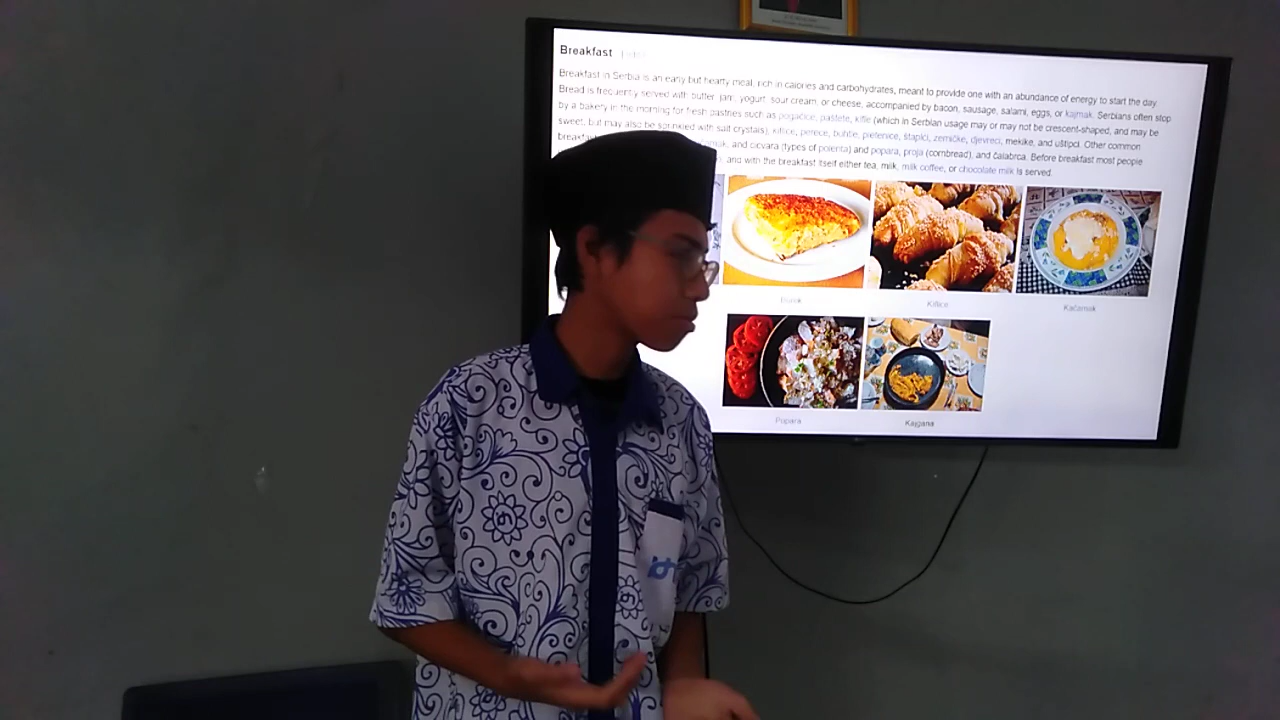 Breakfast
Breakfast in Serbia is an early but hearty meal, rich in calories and carbohydrates, meant to provide one with an abundance of energy to start the day.
Bread is frequently served with butter, jam, yogurt, sour cream, or cheese, accompanied by bacon, sausage, salami, eggs, or kajmak. Serbians often stop
by a bakery in the morning for fresh pastries such as pogačice, paštete, kifle (which in Serbian usage may or may not be crescent-shaped, and may be
sweet, but may also be sprinkled with salt crystals), kiflice, perece, buhtle, pletenice, štapići, zemičke, djevreci, mekike, and uštipci. Other common
and cicvara (types of polenta) and popara, proja (cornbread), and čalabrca. Before breakfast most people
and with the breakfast itself either tea, milk, milk coffee, or chocolate milk is served.
Kiflice
Kačamak
Popara
Kajgana